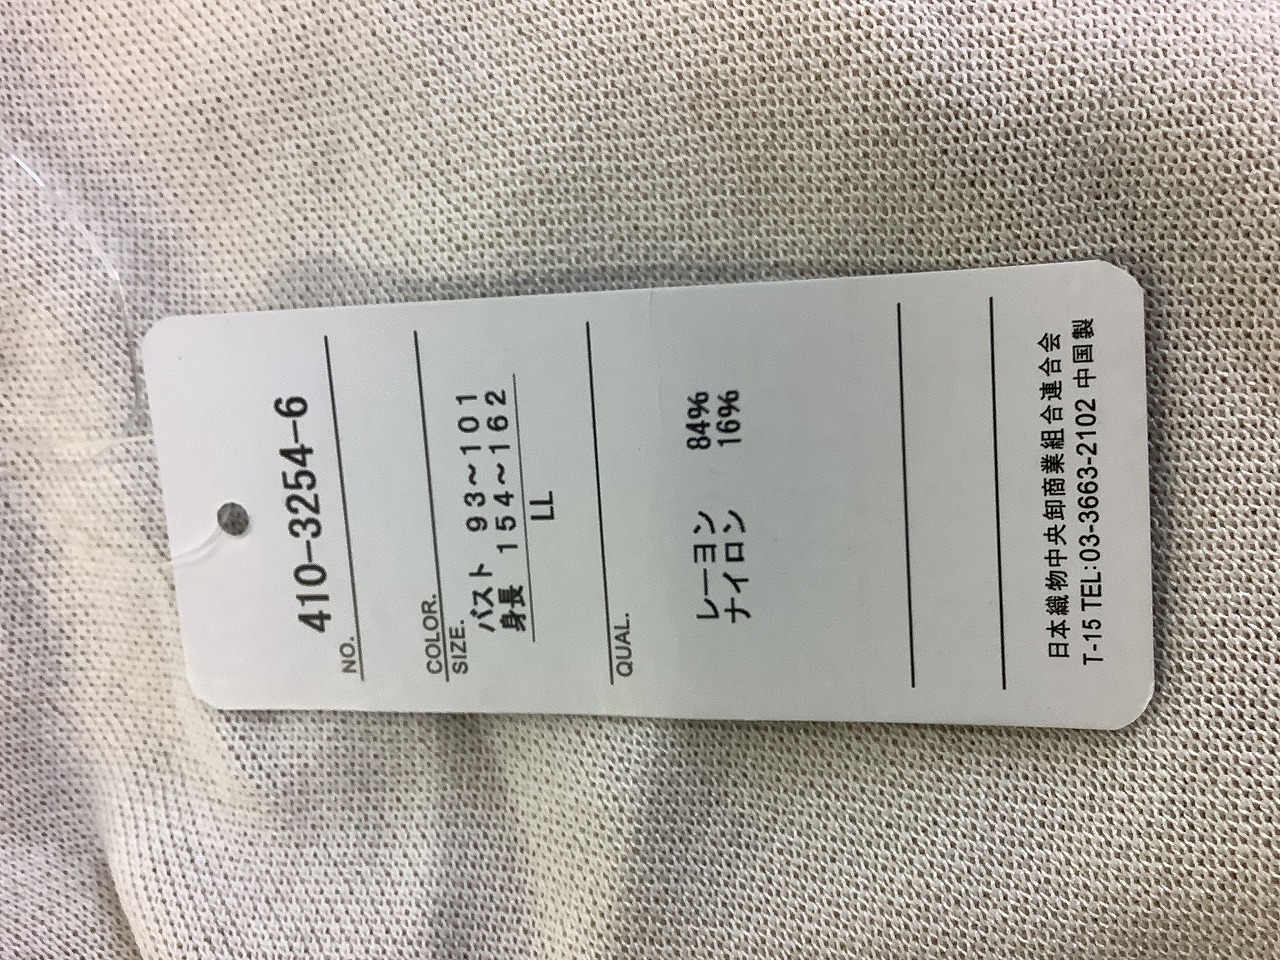 410-3254-6
NO.
COLOR.
SIZE.
バスト 93～101
身長 154～162
LL
QUAL.
レーヨン 84%
ナイロン 16%
日本織物中央卸商業組合連合会
T-15 TEL:03-3663-2102 中国製